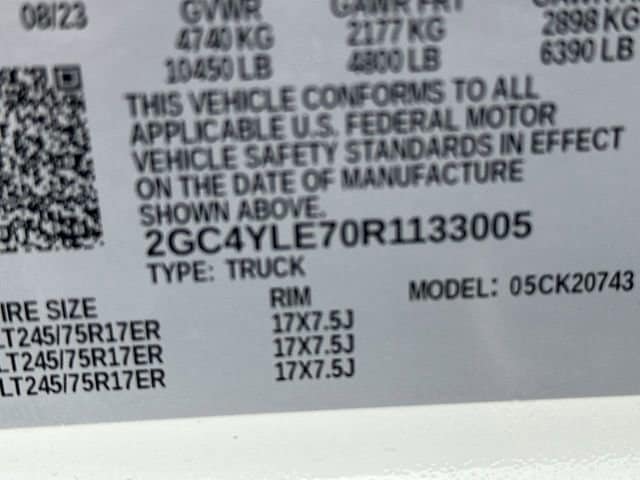 08/23 GVWR GAWR FRT
4740 KG 2177 KG 2898 KG
10450 LB 4800 LB 6390 LB
THIS VEHICLE CONFORMS TO ALL
APPLICABLE U.S. FEDERAL MOTOR
VEHICLE SAFETY STANDARDS IN EFFECT
ON THE DATE OF MANUFACTURE
SHOWN ABOVE.
2GC4YLE70R1133005
TYPE: TRUCK
MODEL: 05CK20743
IRE SIZE RIM
LT245/75R17ER 17X7.5J
LT245/75R17ER 17X7.5J
LT245/75R17ER 17X7.5J